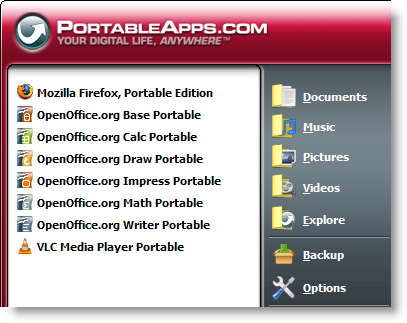 PORTABLEAPPS.COM
YOUR DIGITAL LIFE, ANYWHERE™
Mozilla Firefox, Portable Edition
OpenOffice.org Base Portable
OpenOffice.org Calc Portable
OpenOffice.org Draw Portable
OpenOffice.org Impress Portable
OpenOffice.org Math Portable
OpenOffice.org Writer Portable
VLC Media Player Portable
Documents
Music
Pictures
Videos
Explore
Backup
Options